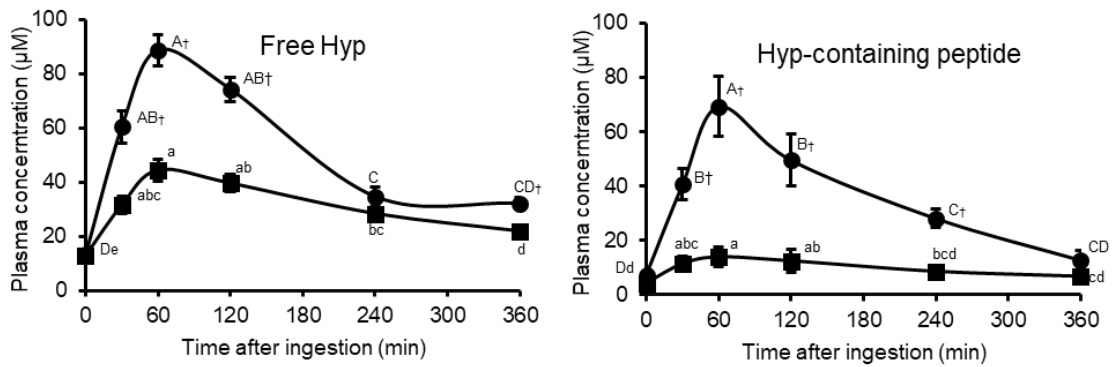 Free Hyp
Plasma concerntration (µM)
100
80
60
40
20
0
A†
AB†
AB†
a
ab
abc
C
CD†
bc
d
De
0 60 120 180 240 300 360
Time after ingestion (min)
Hyp-containing peptide
Plasma concerntration (µM)
100
80
60
40
20
0
A†
B†
B†
C†
CD
Dd
abc
a
ab
bcd
cd
0 60 120 180 240 300 360
Time after ingestion (min)